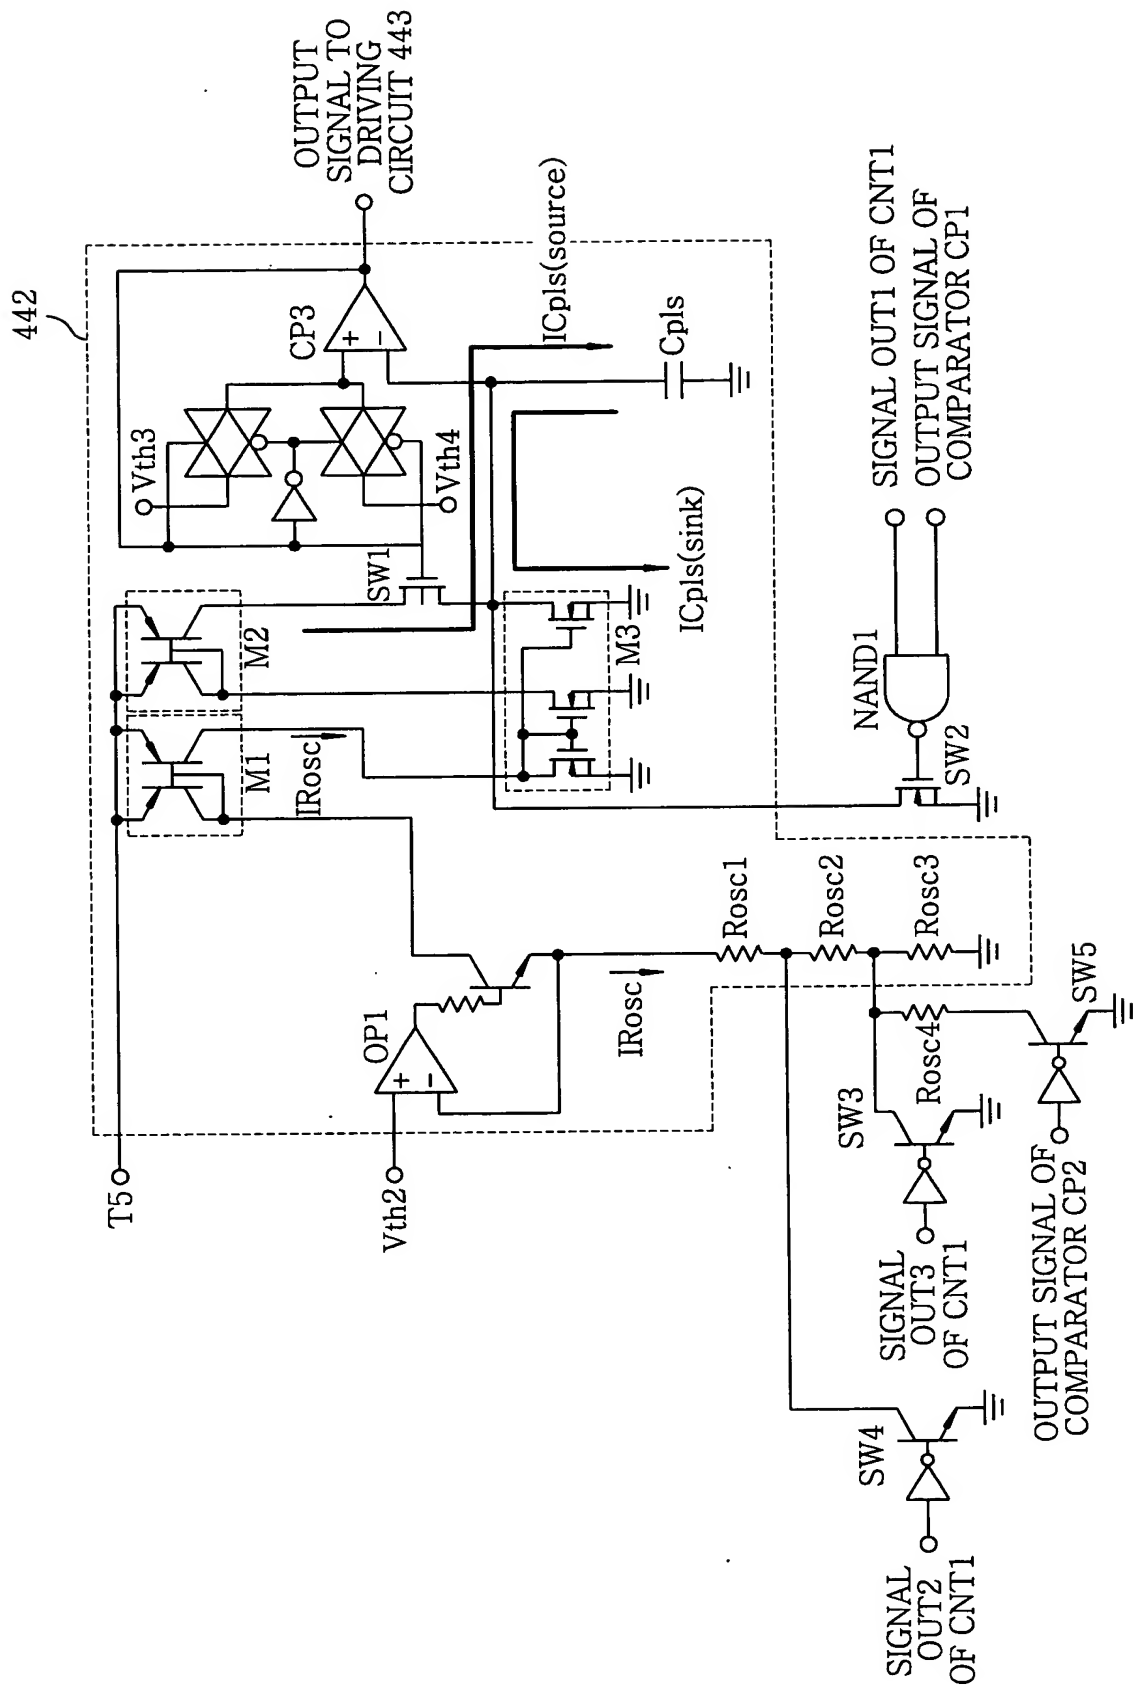 442
OUTPUT
SIGNAL TO
DRIVING
CIRCUIT 443
T5
M1
M2
IRosc
SW1
Vth3
Vth4
CP3
+
−
ICpls(source)
ICpls(sink)
Cpls
M3
Vth2
OP1
+
−
IRosc
Rosc1
Rosc2
Rosc3
Rosc4
NAND1
SW2
SIGNAL OUT1 OF CNT1
OUTPUT SIGNAL OF
COMPARATOR CP1
SW3
SIGNAL
OUT3
OF CNT1
SW5
OUTPUT SIGNAL OF
COMPARATOR CP2
SW4
SIGNAL
OUT2
OF CNT1